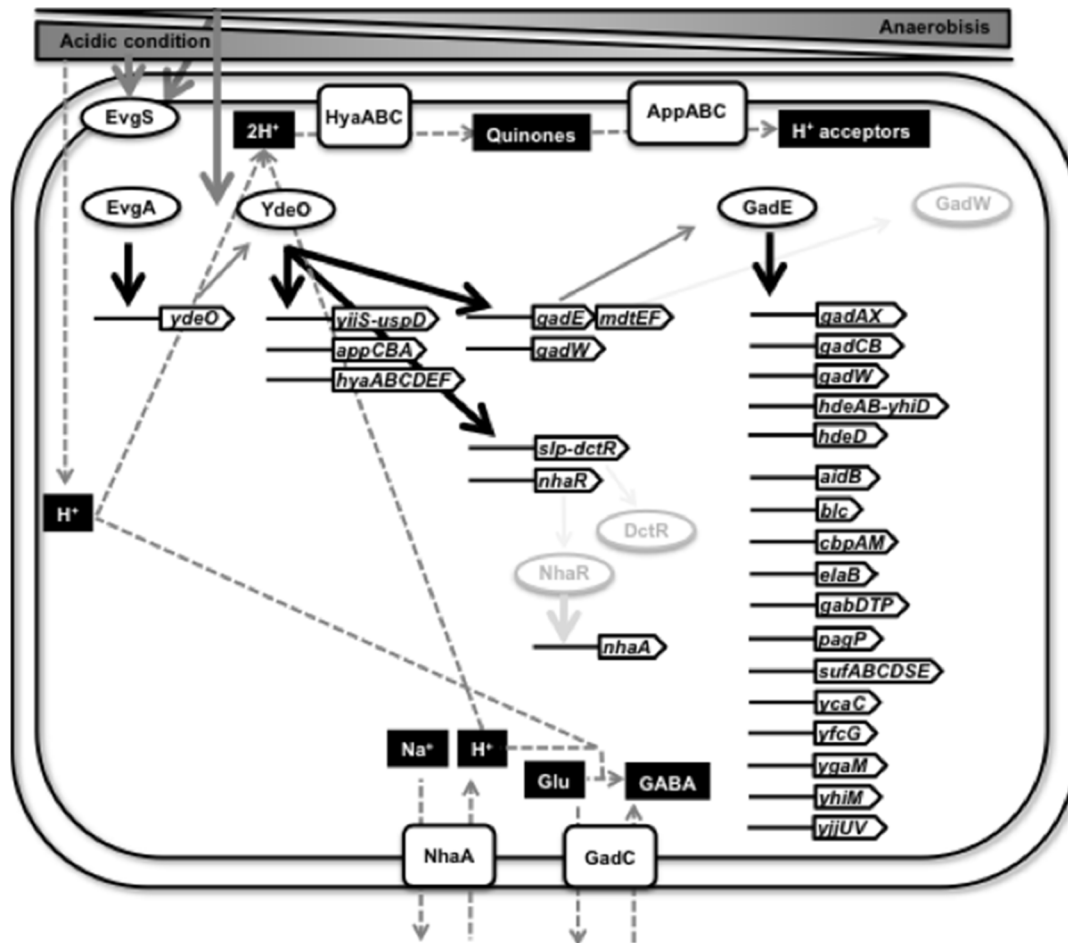 Anaerobisis
Acidic condition
EvgS
2H⁺
HyaABC
Quinones
AppABC
H⁺ acceptors
EvgA
YdeO
GadE
GadW
ydeO
yiiS-uspD
appCBA
hyaABCDEF
gadE
mdtEF
gadW
slp-dctR
nhaR
DctR
NhaR
nhaA
gadAX
gadCB
gadW
hdeAB-yhiD
hdeD
aidB
blc
cbpAM
elaB
gabDTP
pagP
sufABCDSE
ycaC
yfcG
ygaM
yhiM
yjjUV
H⁺
Na⁺
H⁺
Glu
GABA
NhaA
GadC